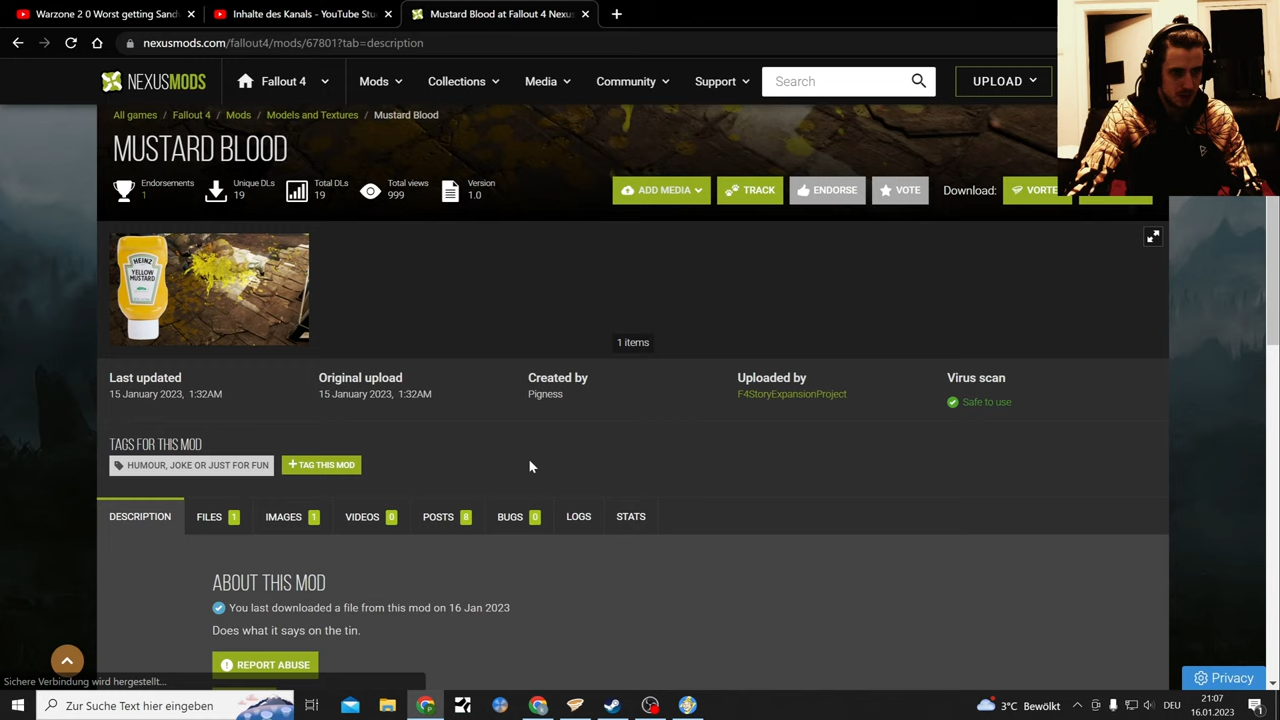 Warzone 2 0 Worst getting Sand
Inhalte des Kanals - YouTube Stu
Mustard Blood at Fallout 4 Nexus
nexusmods.com/fallout4/mods/67801?tab=description
NEXUSMODS
Fallout 4
Mods
Collections
Media
Community
Support
Search
UPLOAD
All games / Fallout 4 / Mods / Models and Textures / Mustard Blood
MUSTARD BLOOD
Endorsements
1
Unique DLs
19
Total DLs
19
Total views
999
Version
1.0
ADD MEDIA
TRACK
ENDORSE
VOTE
Download:
VORTE
HEINZ
YELLOW
MUSTARD
1 items
Last updated
15 January 2023, 1:32AM
Original upload
15 January 2023, 1:32AM
Created by
Pigness
Uploaded by
F4StoryExpansionProject
Virus scan
Safe to use
TAGS FOR THIS MOD
HUMOUR, JOKE OR JUST FOR FUN
+ TAG THIS MOD
DESCRIPTION
FILES 1
IMAGES 1
VIDEOS 0
POSTS 8
BUGS 0
LOGS
STATS
ABOUT THIS MOD
You last downloaded a file from this mod on 16 Jan 2023
Does what it says on the tin.
REPORT ABUSE
Privacy
Sichere Verbindung wird hergestellt...
Zur Suche Text hier eingeben
3°C Bewölkt
DEU
21:07
16.01.2023
1